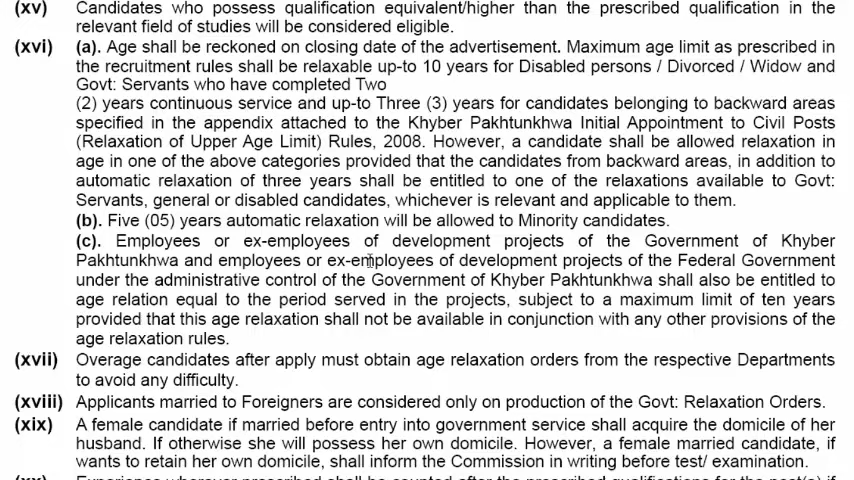 (xv) Candidates who possess qualification equivalent/higher than the prescribed qualification in the
relevant field of studies will be considered eligible.
(xvi) (a). Age shall be reckoned on closing date of the advertisement. Maximum age limit as prescribed in
the recruitment rules shall be relaxable up-to 10 years for Disabled persons / Divorced / Widow and
Govt: Servants who have completed Two
(2) years continuous service and up-to Three (3) years for candidates belonging to backward areas
specified in the appendix attached to the Khyber Pakhtunkhwa Initial Appointment to Civil Posts
(Relaxation of Upper Age Limit) Rules, 2008. However, a candidate shall be allowed relaxation in
age in one of the above categories provided that the candidates from backward areas, in addition to
automatic relaxation of three years shall be entitled to one of the relaxations available to Govt:
Servants, general or disabled candidates, whichever is relevant and applicable to them.
(b). Five (05) years automatic relaxation will be allowed to Minority candidates.
(c). Employees or ex-employees of development projects of the Government of Khyber
Pakhtunkhwa and employees or ex-employees of development projects of the Federal Government
under the administrative control of the Government of Khyber Pakhtunkhwa shall also be entitled to
age relation equal to the period served in the projects, subject to a maximum limit of ten years
provided that this age relaxation shall not be available in conjunction with any other provisions of the
age relaxation rules.
(xvii) Overage candidates after apply must obtain age relaxation orders from the respective Departments
to avoid any difficulty.
(xviii) Applicants married to Foreigners are considered only on production of the Govt: Relaxation Orders.
(xix) A female candidate if married before entry into government service shall acquire the domicile of her
husband. If otherwise she will possess her own domicile. However, a female married candidate, if
wants to retain her own domicile, shall inform the Commission in writing before test/ examination.
(xx) Experience wherever prescribed shall be counted after the prescribed qualifications for the post(s) if